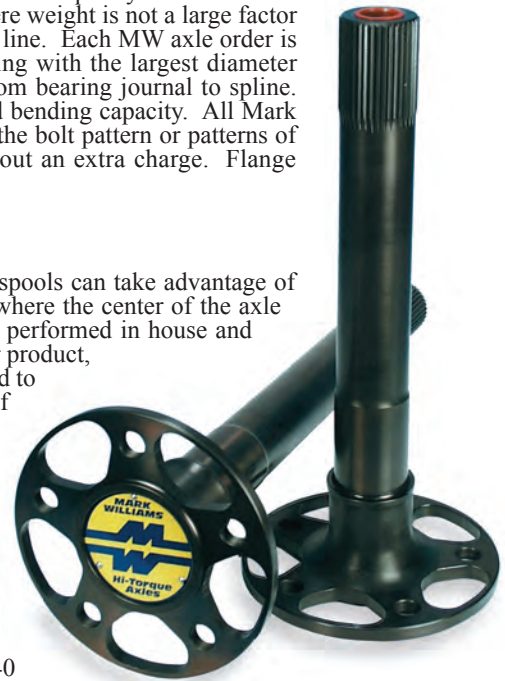 ere weight is not a large factor
line. Each MW axle order is
ing with the largest diameter
om bearing journal to spline.
d bending capacity. All Mark
the bolt pattern or patterns of
out an extra charge. Flange
spools can take advantage of
where the center of the axle
performed in house and
product,
d to
f
MARK
WILLIAMS
MW
Hi-Torque
Axles
40